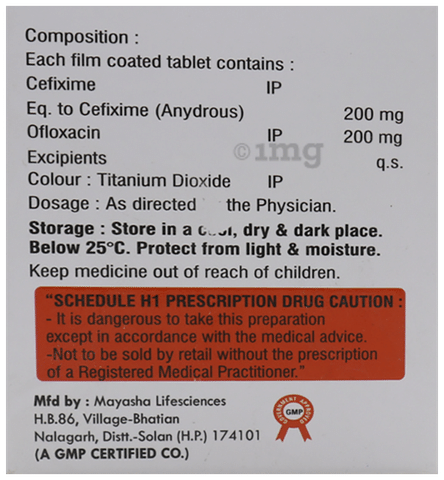 Composition :
Each film coated tablet contains :
Cefixime IP
Eq. to Cefixime (Anydrous) 200 mg
Ofloxacin IP 200 mg
©1mg
Excipients q.s.
Colour : Titanium Dioxide IP
Dosage : As directed the Physician.
Storage : Store in a cool, dry & dark place.
Below 25°C. Protect from light & moisture.
Keep medicine out of reach of children.
"SCHEDULE H1 PRESCRIPTION DRUG CAUTION :
- It is dangerous to take this preparation
except in accordance with the medical advice.
-Not to be sold by retail without the prescription
of a Registered Medical Practitioner."
Mfd by : Mayasha Lifesciences
H.B.86, Village-Bhatian
Nalagarh, Distt.-Solan (H.P.) 174101
(A GMP CERTIFIED CO.)
GOVERNMENT APPROVED
GMP